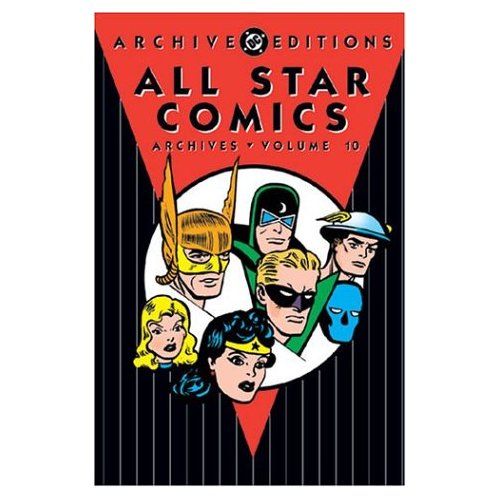 ARCHIVE DC EDITIONS
ALL STAR
COMICS
ARCHIVES • VOLUME 10